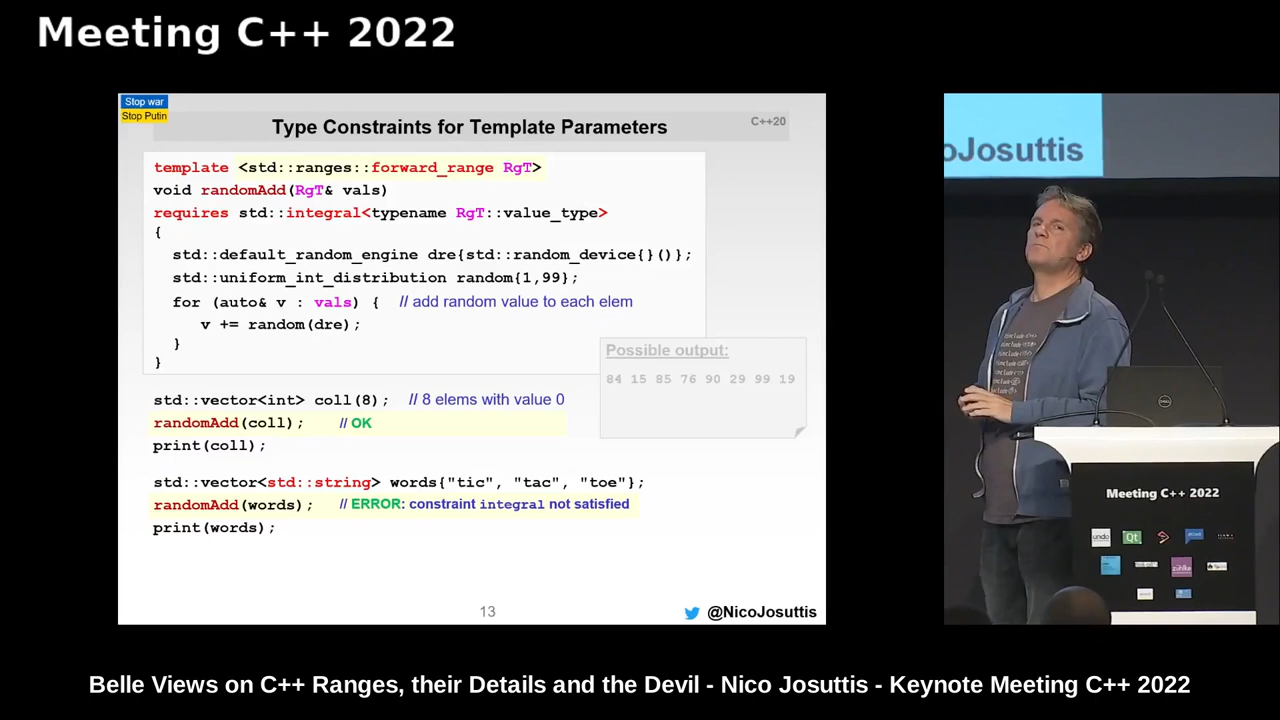 Meeting C++ 2022
Stop war
Stop Putin
Type Constraints for Template Parameters
C++20
template <std::ranges::forward_range RgT>
void randomAdd(RgT& vals)
requires std::integral<typename RgT::value_type>
{
std::default_random_engine dre{std::random_device{}()};
std::uniform_int_distribution random{1,99};
for (auto& v : vals) { // add random value to each elem
v += random(dre);
}
}
Possible output:
84 15 85 76 90 29 99 19
std::vector<int> coll(8); // 8 elems with value 0
randomAdd(coll); // OK
print(coll);
std::vector<std::string> words{"tic", "tac", "toe"};
randomAdd(words); // ERROR: constraint integral not satisfied
print(words);
13
@NicoJosuttis
oJosuttis
DELL
Meeting C++ 2022
undo
Qt
zühlke
Belle Views on C++ Ranges, their Details and the Devil - Nico Josuttis - Keynote Meeting C++ 2022